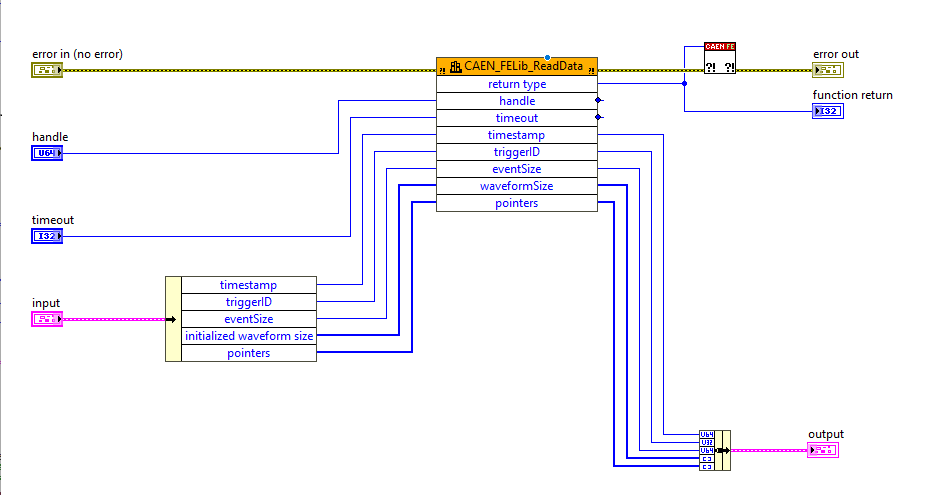 error in (no error)
CAEN_FELib_ReadData
?!
?!
CAEN FE
?! ?!
error out
return type
function return
I32
handle
handle
U64
timeout
timestamp
triggerID
eventSize
waveformSize
pointers
timeout
I32
input
timestamp
triggerID
eventSize
initialized waveform size
pointers
output
U64
U32
U64